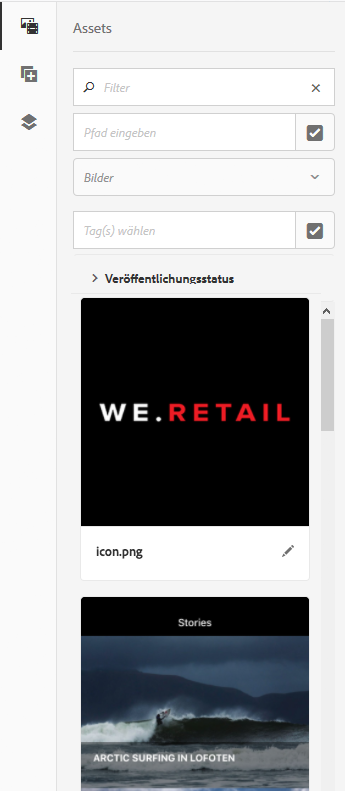 Assets
Filter
Pfad eingeben
Bilder
Tag(s) wählen
Veröffentlichungsstatus
WE.RETAIL
icon.png
Stories
ARCTIC SURFING IN LOFOTEN